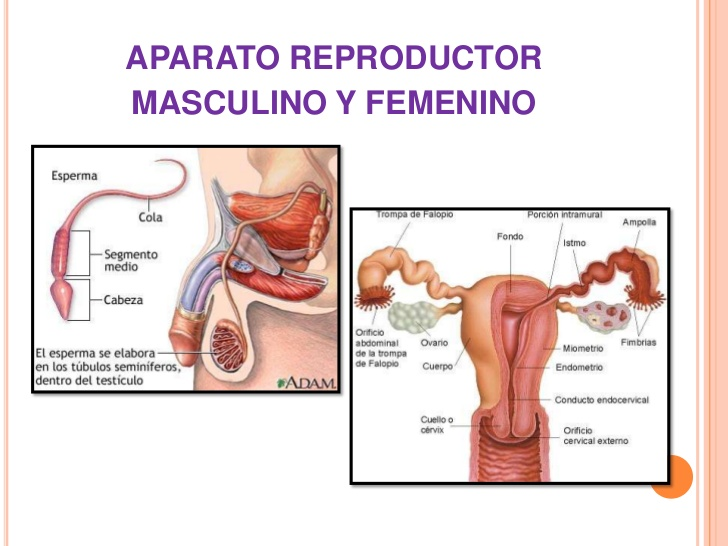 APARATO REPRODUCTOR
MASCULINO Y FEMENINO
Esperma
Cola
Segmento
medio
Cabeza
El esperma se elabora
en los túbulos seminíferos,
dentro del testículo
ADAM.
Trompa de Falopio
Porción intramural
Ampolla
Fondo
Istmo
Orificio
abdominal
de la trompa
de Falopio
Ovario
Fimbrias
Cuerpo
Miometrio
Endometrio
Conducto endocervical
Cuello o
cérvix
Orificio
cervical externo